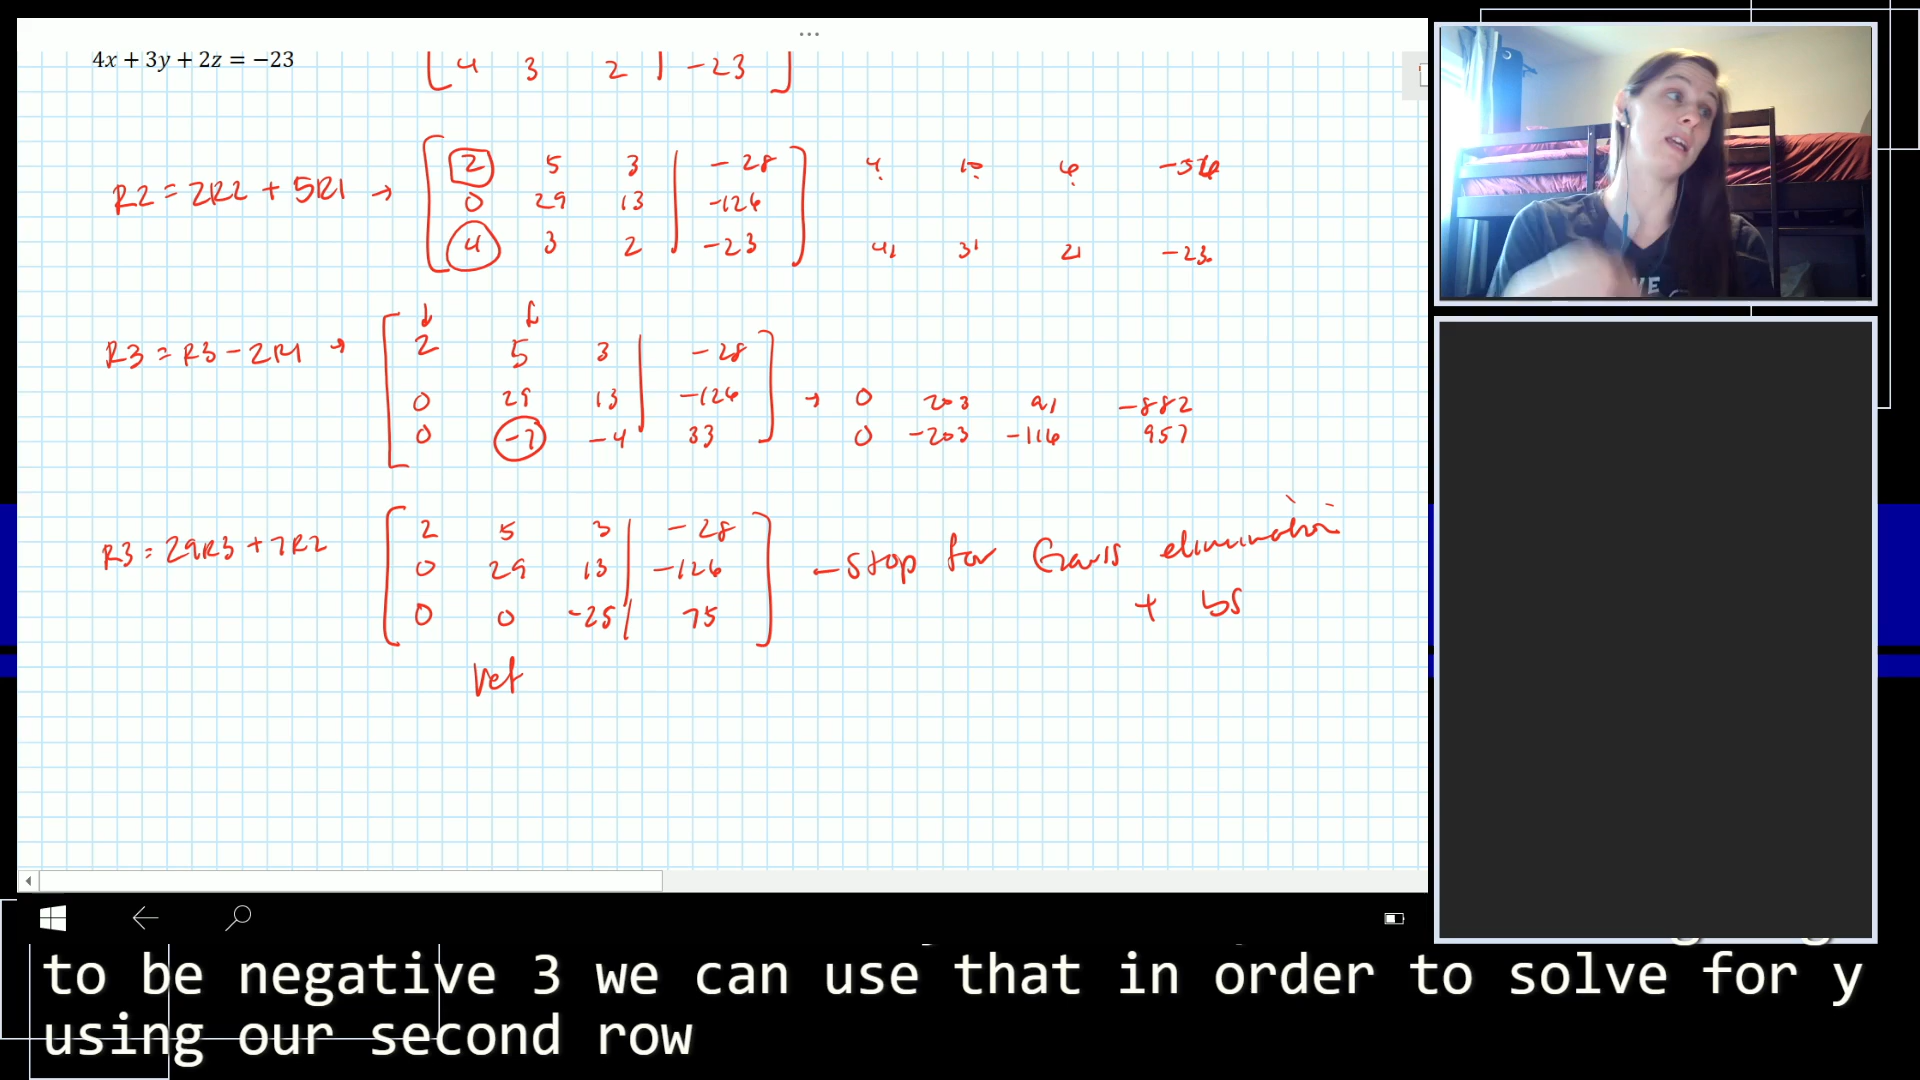 4x + 3y + 2z = −23
4 3 2 | -23
2 5 3 | -28 4 10 6 -56
R2 = 2R2 + 5R1 → 0 29 13 | -126
4 3 2 | -23 4 3 2 -23
R3 = R3 - 2R1 → 2 5 3 | -28
0 29 13 | -126 → 0 203 91 -882
0 -7 -4 33 0 -203 -116 957
R3 = 29R3 + 7R2 2 5 3 | -28
0 29 13 | -126 - stop for Gauss elimination
0 0 -25 | 75 + bs
ref
to be negative 3 we can use that in order to solve for y
using our second row